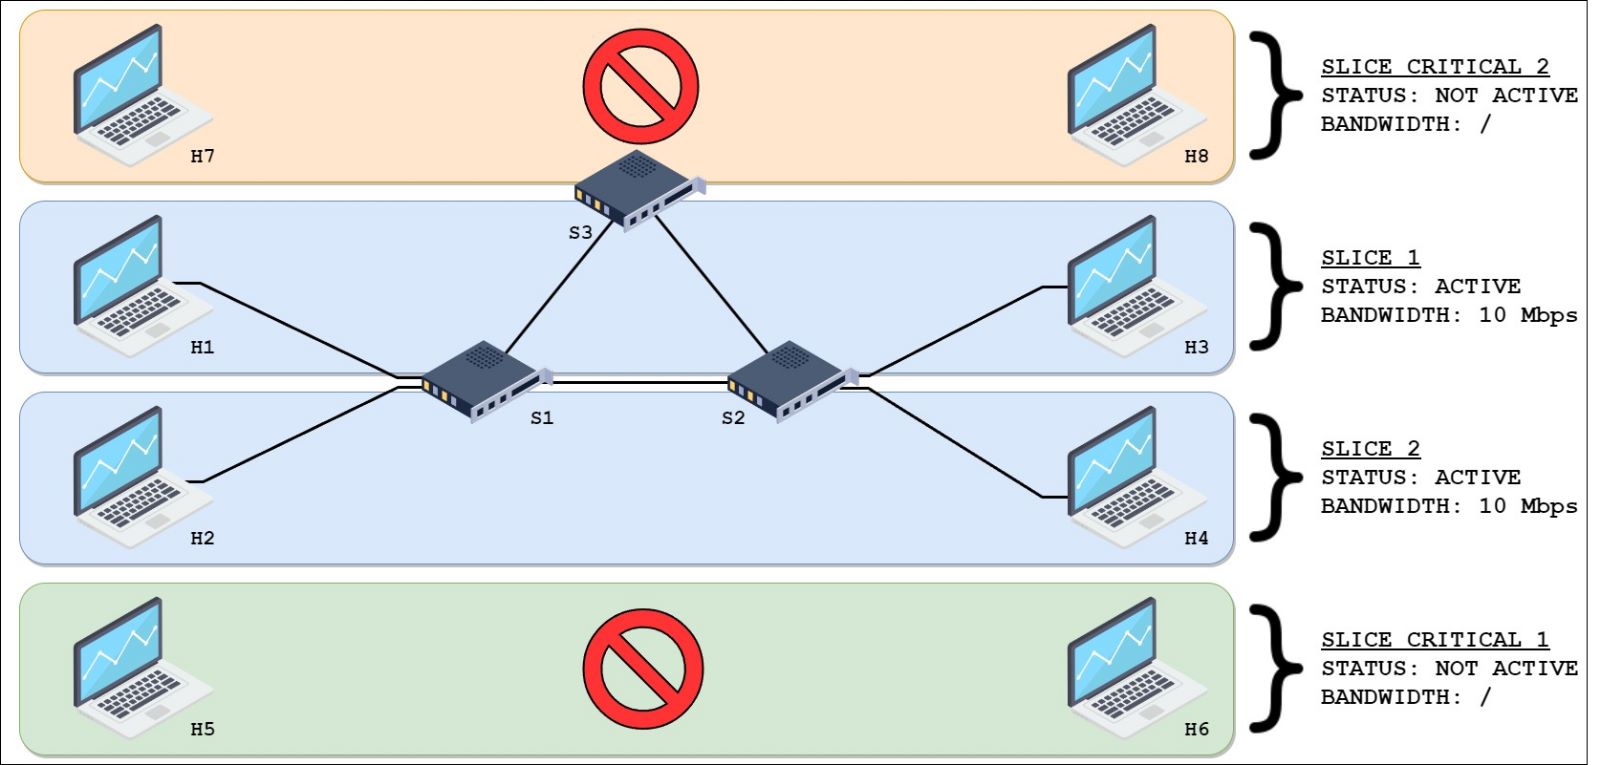 H7
H8
SLICE CRITICAL 2
STATUS: NOT ACTIVE
BANDWIDTH: /
S3
H1
H3
SLICE 1
STATUS: ACTIVE
BANDWIDTH: 10 Mbps
S1
S2
H2
H4
SLICE 2
STATUS: ACTIVE
BANDWIDTH: 10 Mbps
H5
H6
SLICE CRITICAL 1
STATUS: NOT ACTIVE
BANDWIDTH: /